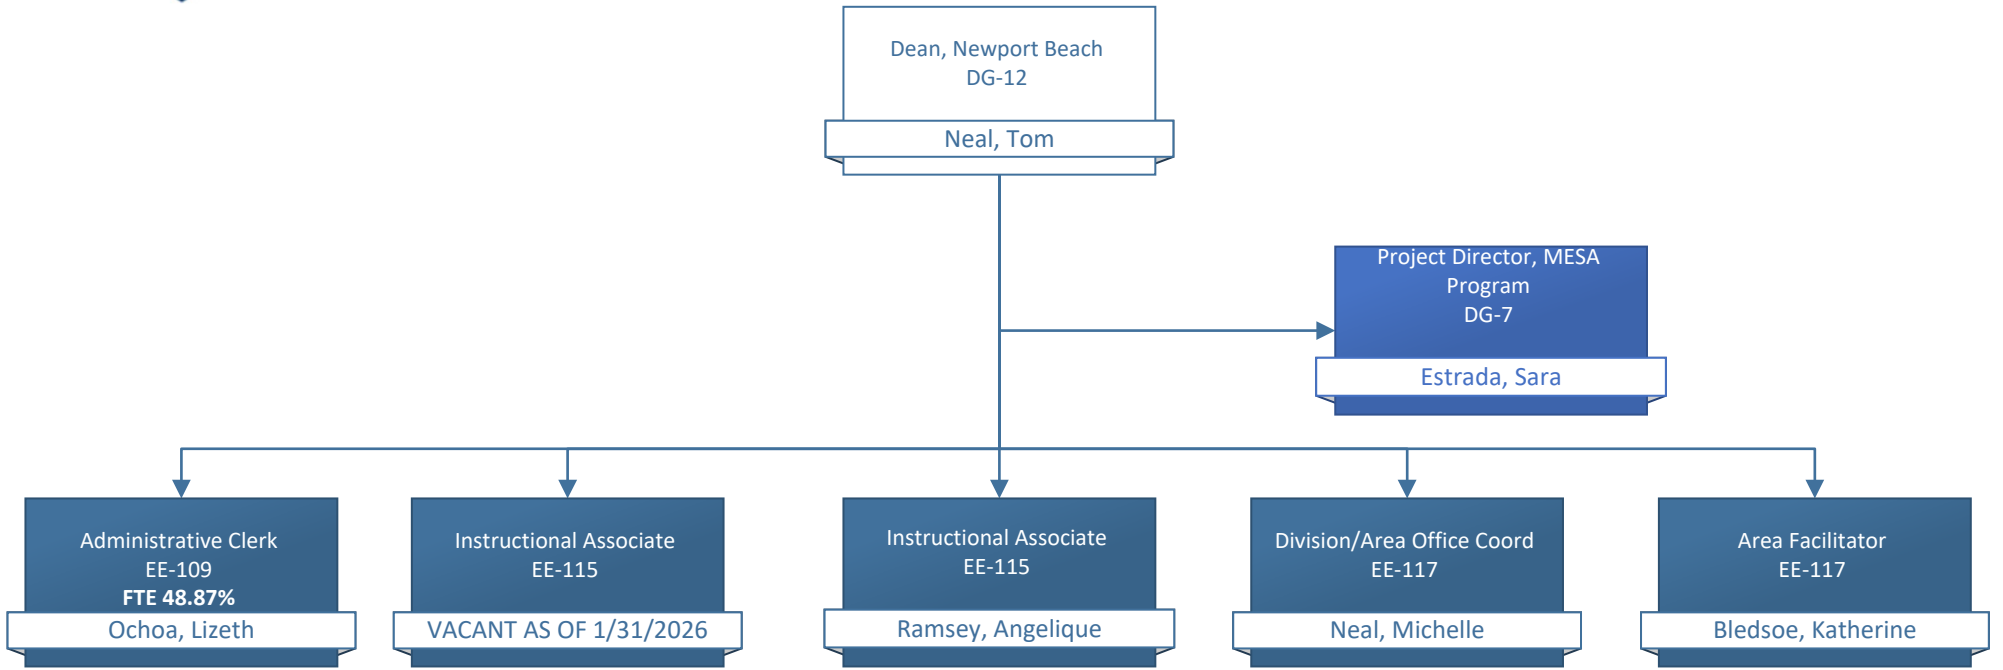 Dean, Newport Beach
DG-12
Neal, Tom
Project Director, MESA
Program
DG-7
Estrada, Sara
Administrative Clerk
EE-109
FTE 48.87%
Ochoa, Lizeth
Instructional Associate
EE-115
VACANT AS OF 1/31/2026
Instructional Associate
EE-115
Ramsey, Angelique
Division/Area Office Coord
EE-117
Neal, Michelle
Area Facilitator
EE-117
Bledsoe, Katherine